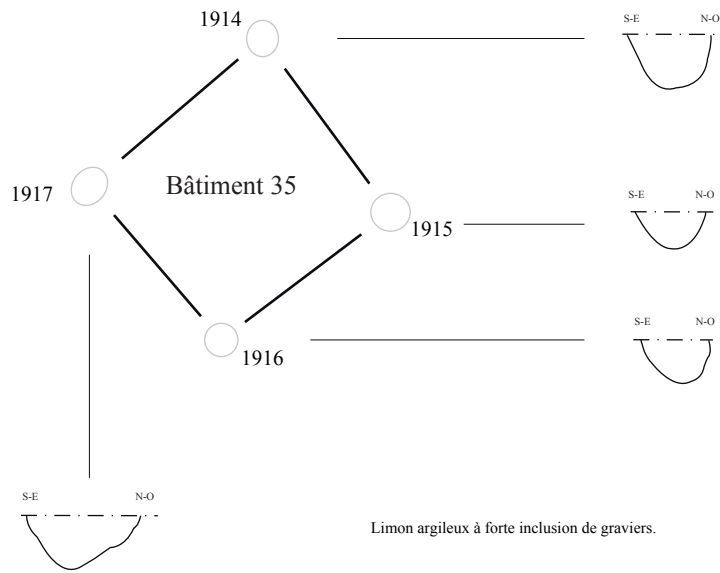 1914
S-E N-O
1917
Bâtiment 35
1915
S-E N-O
1916
S-E N-O
S-E N-O
Limon argileux à forte inclusion de graviers.